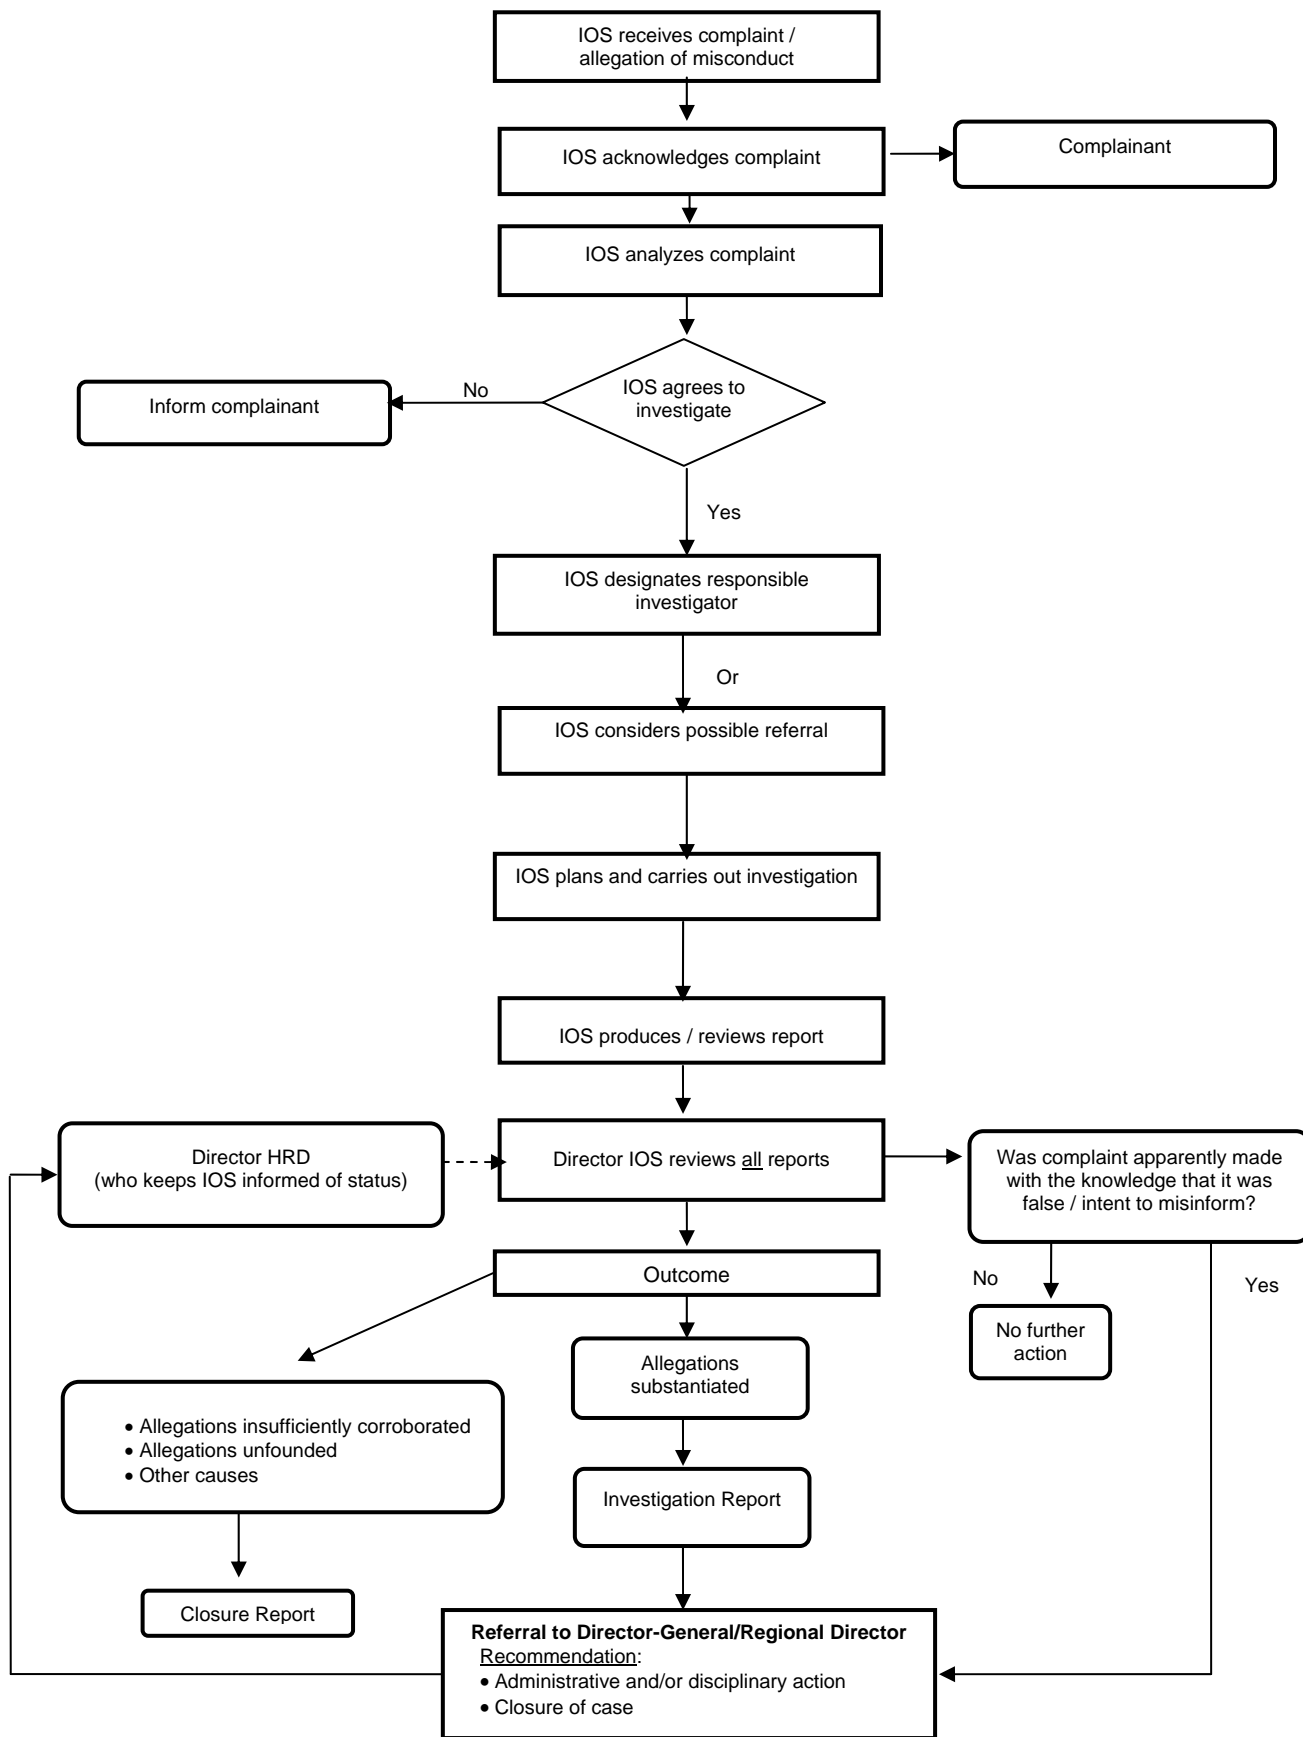 IOS receives complaint /
allegation of misconduct
IOS acknowledges complaint
Complainant
IOS analyzes complaint
IOS agrees to
investigate
No
Inform complainant
Yes
IOS designates responsible
investigator
Or
IOS considers possible referral
IOS plans and carries out investigation
IOS produces / reviews report
Director HRD
(who keeps IOS informed of status)
Director IOS reviews all reports
Was complaint apparently made
with the knowledge that it was
false / intent to misinform?
No
Yes
No further
action
Outcome
Allegations
substantiated
• Allegations insufficiently corroborated
• Allegations unfounded
• Other causes
Investigation Report
Closure Report
Referral to Director-General/Regional Director
Recommendation:
• Administrative and/or disciplinary action
• Closure of case